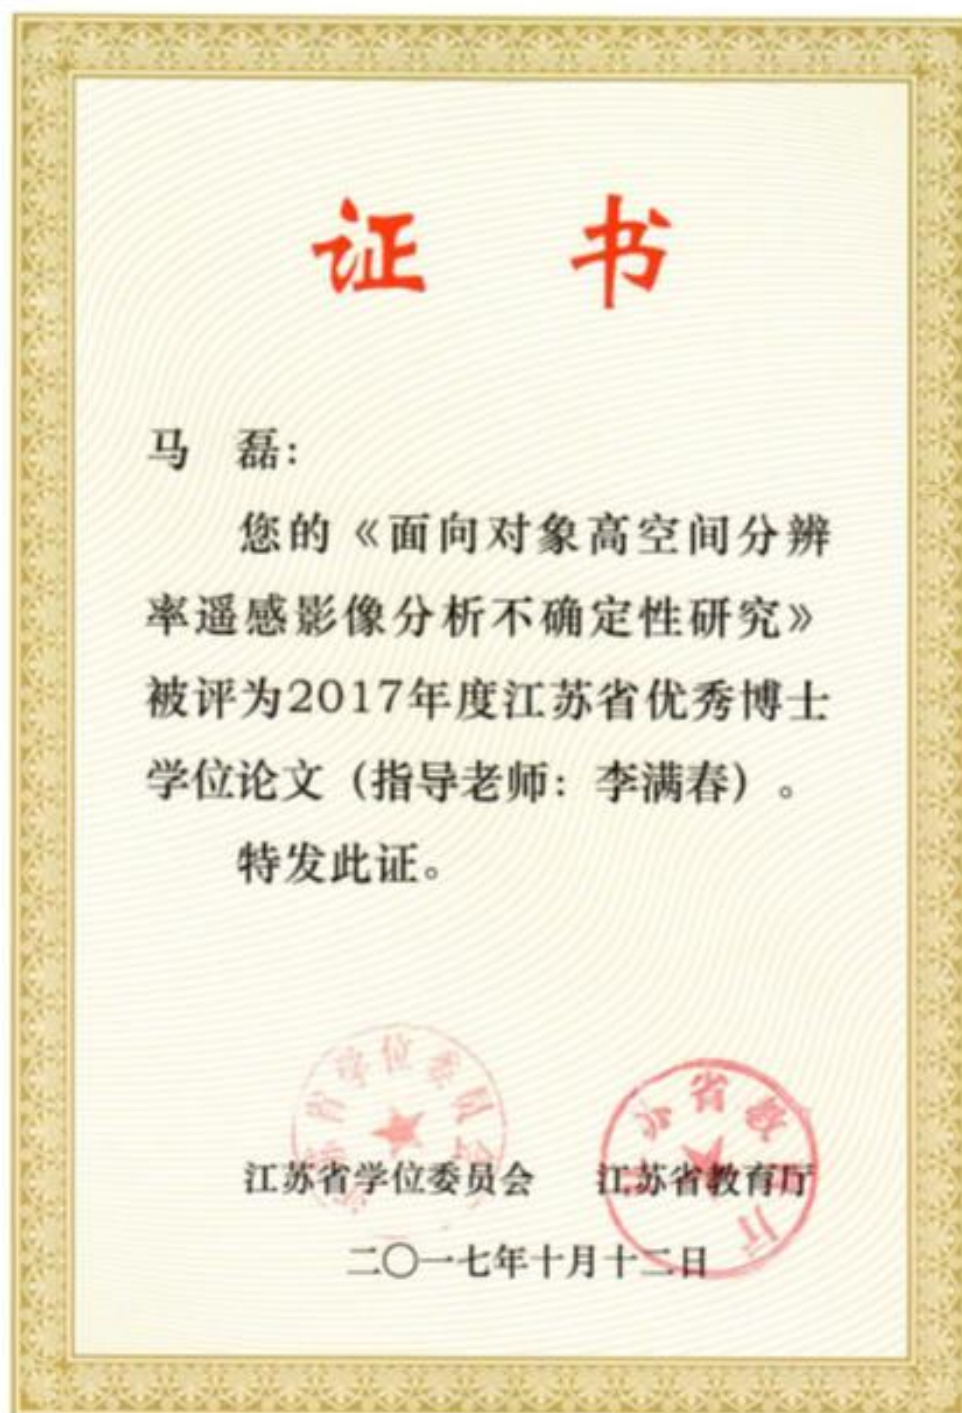 证书
马 磊:
您的《面向对象高空间分辨
率遥感影像分析不确定性研究》
被评为2017年度江苏省优秀博士
学位论文（指导老师：李满春）。
特发此证。
江苏省学位委员会 江苏省教育厅
二〇一七年十月十二日